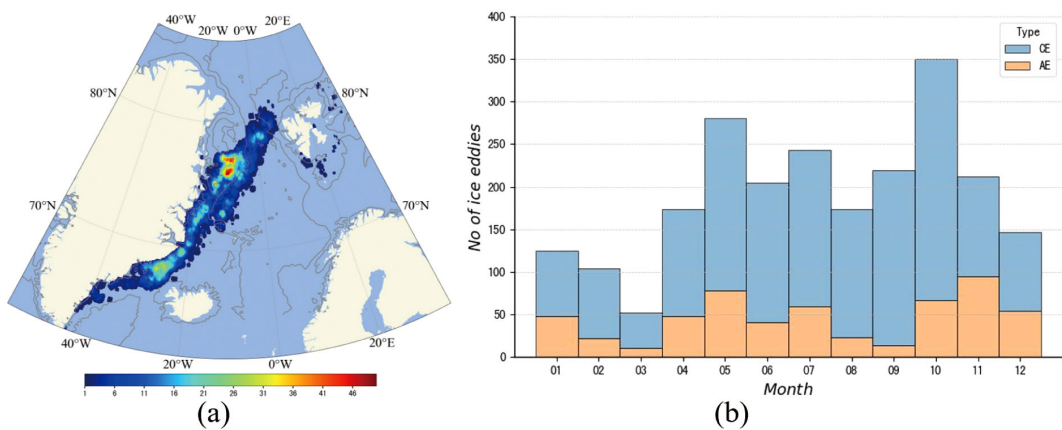 40°W
20°W
0°W
20°E
80°N
80°N
70°N
70°N
40°W
20°W
0°W
20°E
1 6 11 16 21 26 31 36 41 46
(a)
No of ice eddies
400
350
300
250
200
150
100
50
0
01 02 03 04 05 06 07 08 09 10 11 12
Month
Type
CE
AE
(b)